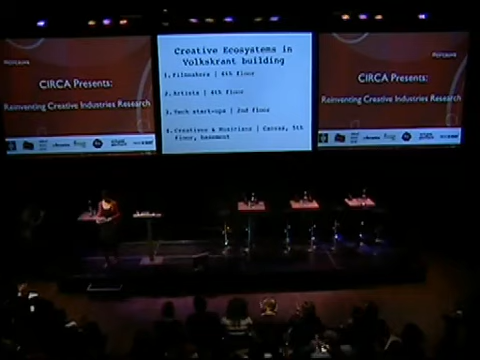 CIRCA Presents:
Reinventing Creative Industries Research
Creative Ecosystems in
Volkskrant building
1. Filmmakers | 4th floor
2. Artists | 4th floor
3. Tech start-ups | 2nd floor
4. Creatives & Musicians | Canvas, 5th
floor, basement
CIRCA Presents:
Reinventing Creative Industries Research